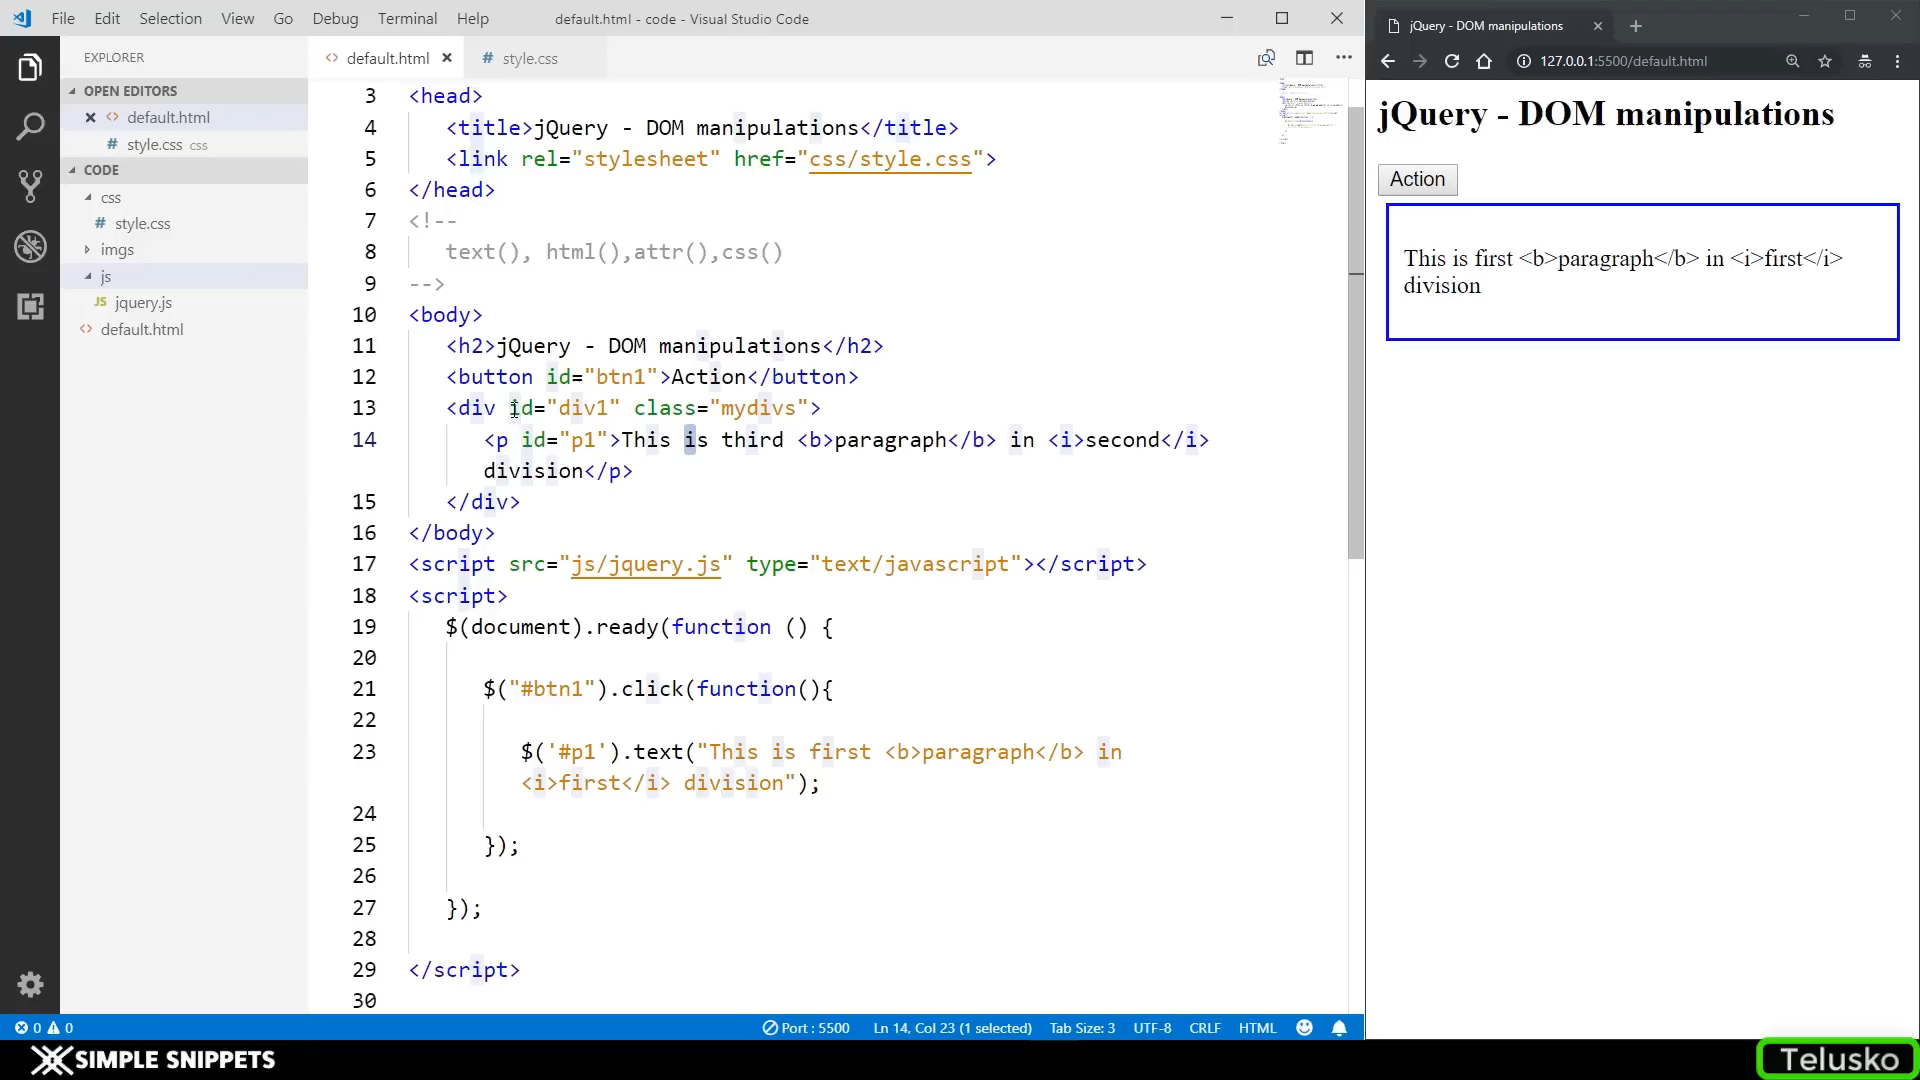 File Edit Selection View Go Debug Terminal Help
default.html - code - Visual Studio Code
EXPLORER
OPEN EDITORS
default.html
# style.css css
CODE
css
# style.css
imgs
js
JS jquery.js
<> default.html
<> default.html
# style.css
3 <head>
4 <title>jQuery - DOM manipulations</title>
5 <link rel="stylesheet" href="css/style.css">
6 </head>
7 <!--
8 text(), html(),attr(),css()
9 -->
10 <body>
11 <h2>jQuery - DOM manipulations</h2>
12 <button id="btn1">Action</button>
13 <div id="div1" class="mydivs">
14 <p id="p1">This is third <b>paragraph</b> in <i>second</i>
division</p>
15 </div>
16 </body>
17 <script src="js/jquery.js" type="text/javascript"></script>
18 <script>
19 $(document).ready(function () {
20
21 $("#btn1").click(function(){
22
23 $('#p1').text("This is first <b>paragraph</b> in
<i>first</i> division");
24
25 });
26
27 });
28
29 </script>
30
0 0
Port : 5500
Ln 14, Col 23 (1 selected)
Tab Size: 3
UTF-8
CRLF
HTML
jQuery - DOM manipulations
127.0.0.1:5500/default.html
jQuery - DOM manipulations
Action
This is first <b>paragraph</b> in <i>first</i>
division
SIMPLE SNIPPETS
Telusko